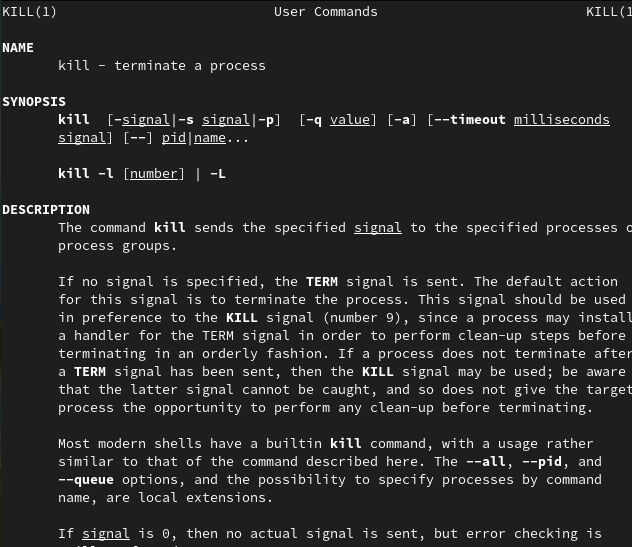 KILL(1) User Commands KILL(1
NAME
kill - terminate a process
SYNOPSIS
kill [-signal|-s signal|-p] [-q value] [-a] [--timeout milliseconds
signal] [--] pid|name...
kill -l [number] | -L
DESCRIPTION
The command kill sends the specified signal to the specified processes o
process groups.
If no signal is specified, the TERM signal is sent. The default action
for this signal is to terminate the process. This signal should be used
in preference to the KILL signal (number 9), since a process may install
a handler for the TERM signal in order to perform clean-up steps before
terminating in an orderly fashion. If a process does not terminate after
a TERM signal has been sent, then the KILL signal may be used; be aware
that the latter signal cannot be caught, and so does not give the target
process the opportunity to perform any clean-up before terminating.
Most modern shells have a builtin kill command, with a usage rather
similar to that of the command described here. The --all, --pid, and
--queue options, and the possibility to specify processes by command
name, are local extensions.
If signal is 0, then no actual signal is sent, but error checking is